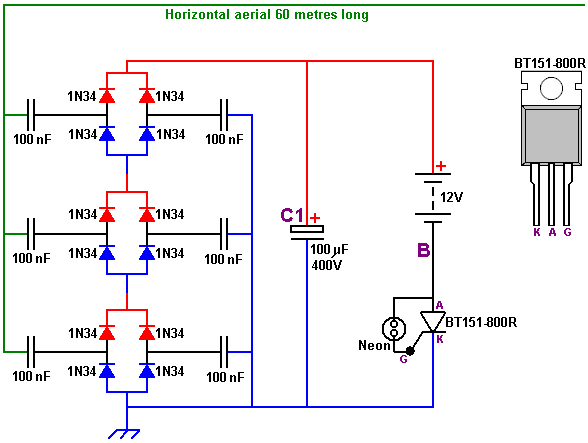 Horizontal aerial 60 metres long
BT151-800R
1N34
1N34
1N34
1N34
100 nF
100 nF
12V
K A G
1N34
1N34
C1
+
+
1N34
1N34
100 nF
100 nF
100 µF
400V
B
1N34
1N34
A
BT151-800R
Neon
K
G
1N34
1N34
100 nF
100 nF